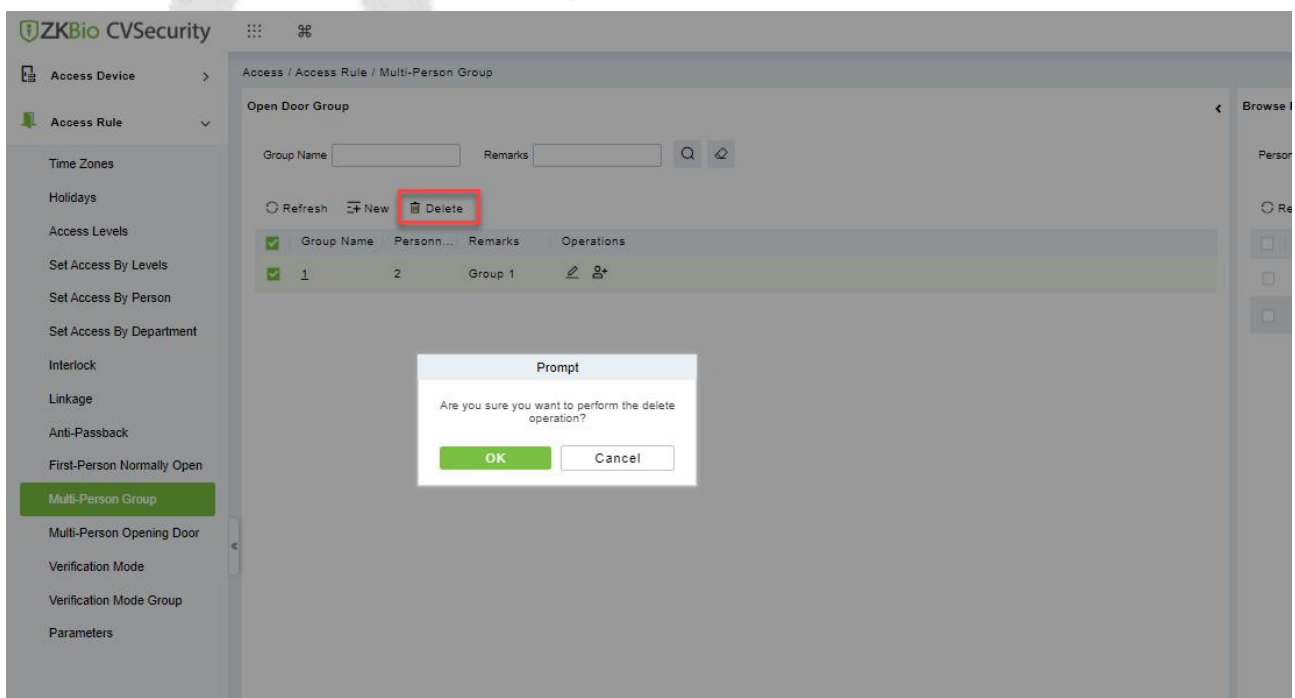 ZKBio CVSecurity
Access Device
Access / Access Rule / Multi-Person Group
Open Door Group
Browse
Access Rule
Group Name
Remarks
Person
Time Zones
Holidays
Refresh New Delete
Re
Access Levels
Group Name Personn... Remarks Operations
Set Access By Levels
1 2 Group 1
Set Access By Person
Set Access By Department
Interlock
Prompt
Linkage
Are you sure you want to perform the delete
operation?
Anti-Passback
OK Cancel
First-Person Normally Open
Multi-Person Group
Multi-Person Opening Door
Verification Mode
Verification Mode Group
Parameters